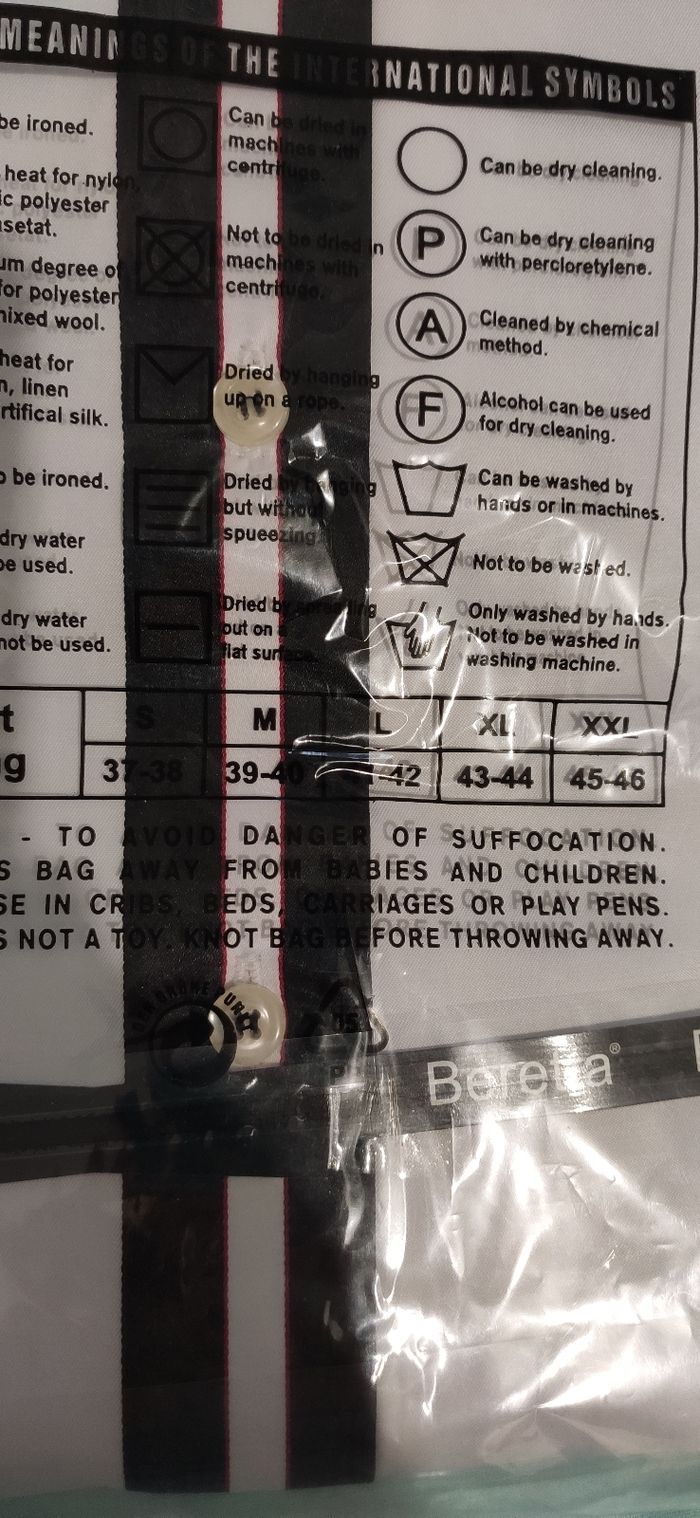 MEANINGS OF THE INTERNATIONAL SYMBOLS
be ironed.
heat for nylon,
ic polyester
asetat.
um degree of
for polyester
mixed wool.
heat for
n, linen
rtifical silk.
o be ironed.
dry water
be used.
dry water
not be used.
Can be dried in
machines with
centrifuge.
Not to be dried in
machines with
centrifuge.
Dried by hanging
up on a rope.
Dried by hanging
but without
spueezing
Dried by spreading
out on a
flat surface.
Can be dry cleaning.
P
Can be dry cleaning
with percloretylene.
A
Cleaned by chemical
method.
F
Alcohol can be used
for dry cleaning.
Can be washed by
hands or in machines.
Not to be washed.
Only washed by hands.
Not to be washed in
washing machine.
t S M L XL XXL
g 37-38 39-40 -42 43-44 45-46
- TO AVOID DANGER OF SUFFOCATION.
S BAG AWAY FROM BABIES AND CHILDREN.
SE IN CRIBS, BEDS, CARRIAGES OR PLAY PENS.
S NOT A TOY. KNOT BAG BEFORE THROWING AWAY.
Beretta®